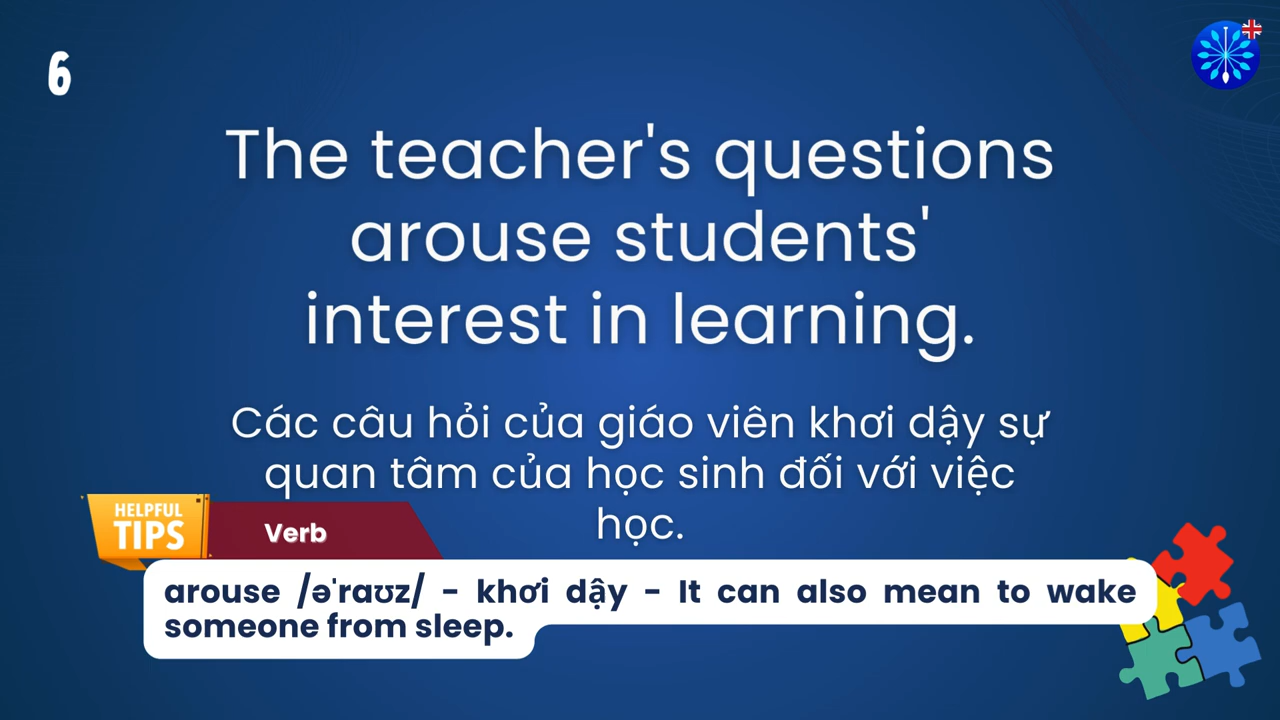 6
The teacher's questions
arouse students'
interest in learning.
Các câu hỏi của giáo viên khơi dậy sự
quan tâm của học sinh đối với việc
học.
HELPFUL
TIPS
Verb
arouse /əˈraʊz/ - khơi dậy - It can also mean to wake
someone from sleep.